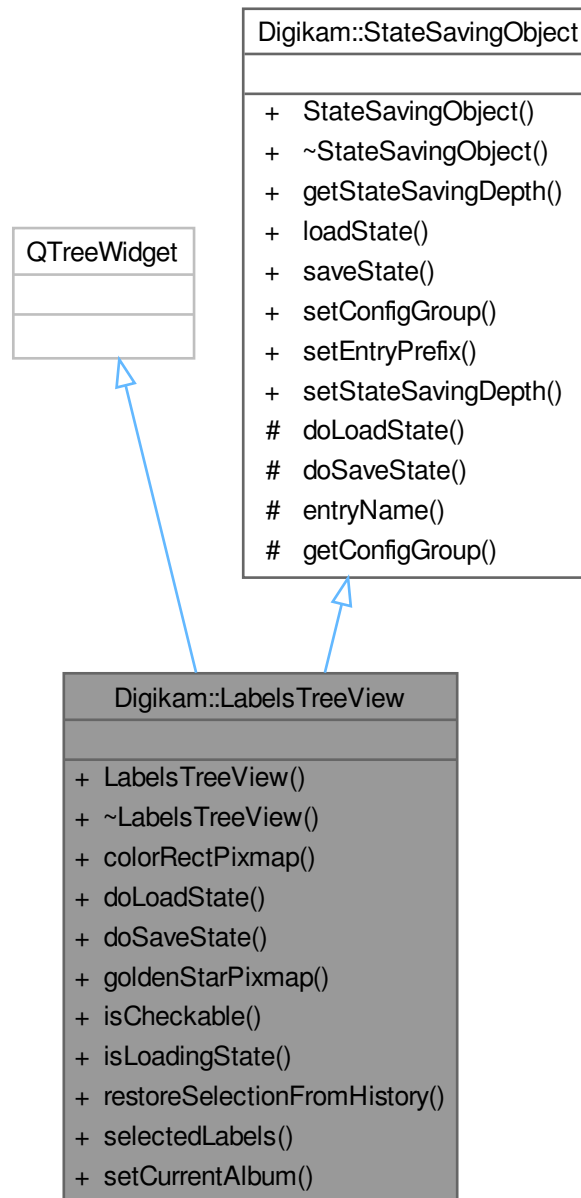 Digikam::StateSavingObject
+ StateSavingObject()
+ ~StateSavingObject()
+ getStateSavingDepth()
+ loadState()
+ saveState()
+ setConfigGroup()
+ setEntryPrefix()
+ setStateSavingDepth()
# doLoadState()
# doSaveState()
# entryName()
# getConfigGroup()
QTreeWidget
Digikam::LabelsTreeView
+ LabelsTreeView()
+ ~LabelsTreeView()
+ colorRectPixmap()
+ doLoadState()
+ doSaveState()
+ goldenStarPixmap()
+ isCheckable()
+ isLoadingState()
+ restoreSelectionFromHistory()
+ selectedLabels()
+ setCurrentAlbum()